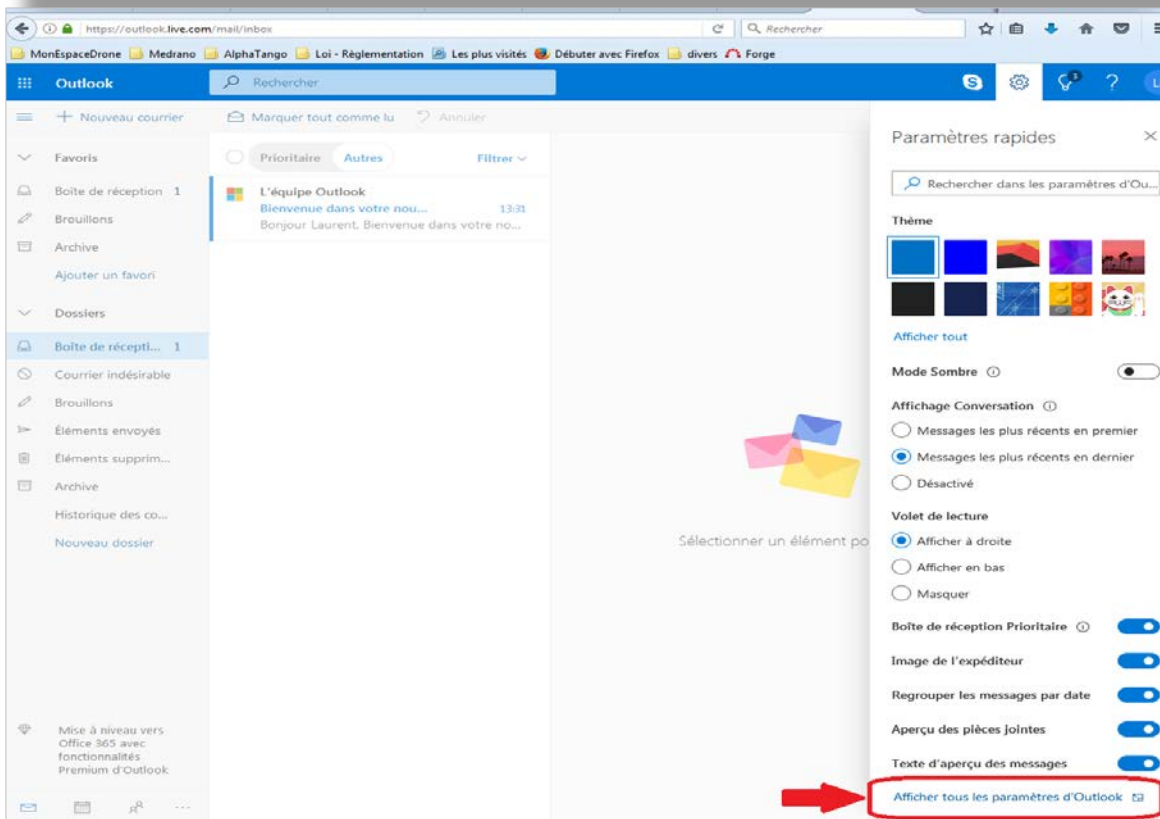 https://outlook.live.com/mail/inbox
Rechercher
MonEspaceDrone Medrano AlphaTango Loi - Règlementation Les plus visités Débuter avec Firefox divers Forge
Outlook
Rechercher
L
Nouveau courrier
Marquer tout comme lu
Annuler
Favoris
Boîte de réception 1
Brouillons
Archive
Ajouter un favori
Dossiers
Boîte de récepti... 1
Courrier indésirable
Brouillons
Éléments envoyés
Éléments supprim...
Archive
Historique des co...
Nouveau dossier
Mise à niveau vers
Office 365 avec
fonctionnalités
Premium d'Outlook
Prioritaire Autres Filtrer
L'équipe Outlook
Bienvenue dans votre nou... 13:31
Bonjour Laurent, Bienvenue dans votre no...
Sélectionner un élément po
Paramètres rapides
Rechercher dans les paramètres d'Ou...
Thème
Afficher tout
Mode Sombre
Affichage Conversation
Messages les plus récents en premier
Messages les plus récents en dernier
Désactivé
Volet de lecture
Afficher à droite
Afficher en bas
Masquer
Boîte de réception Prioritaire
Image de l'expéditeur
Regrouper les messages par date
Aperçu des pièces jointes
Texte d'aperçu des messages
Afficher tous les paramètres d'Outlook